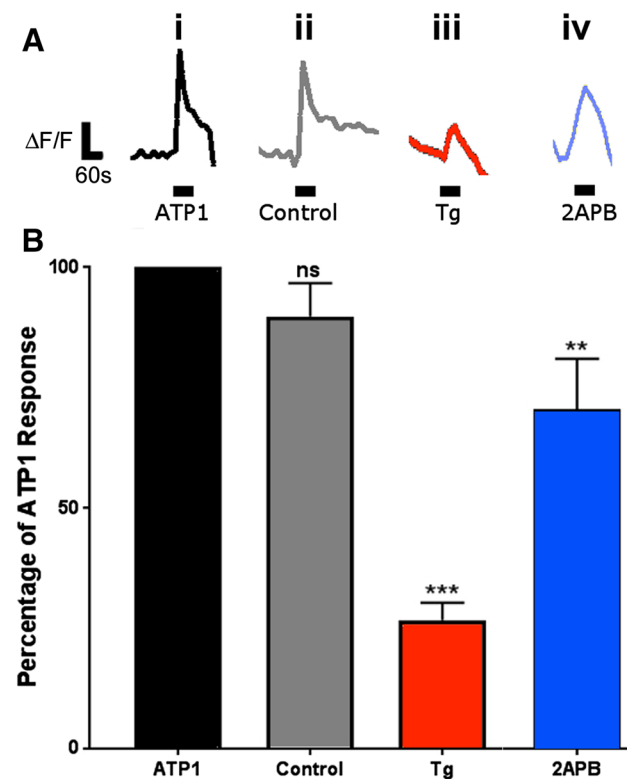 A
i ii iii iv
ΔF/F
60s
ATP1 Control Tg 2APB
B
100
50
0
Percentage of ATP1 Response
ns
***
**
ATP1 Control Tg 2APB